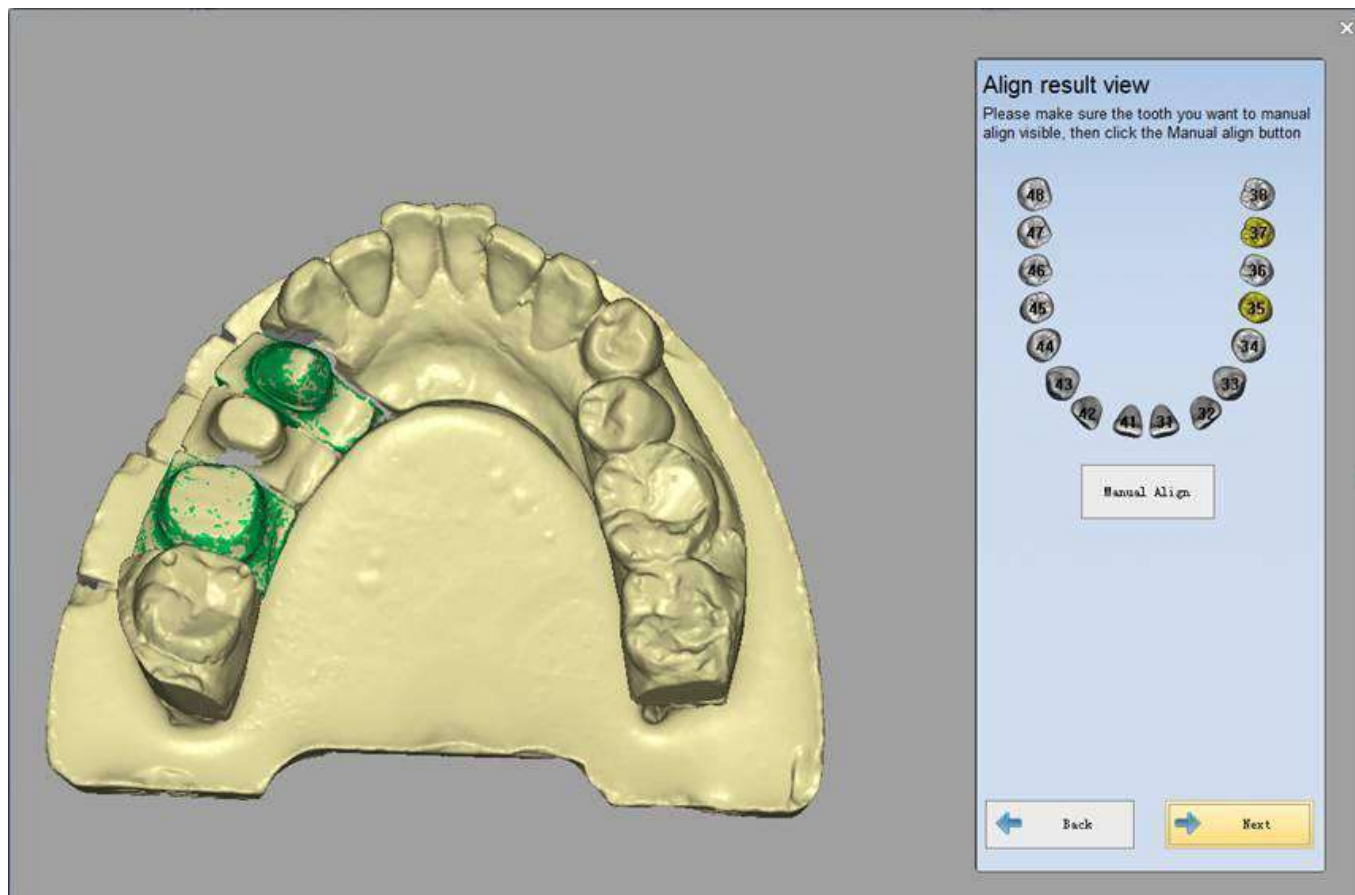 Align result view
Please make sure the tooth you want to manual
align visible, then click the Manual align button
48 38
47 37
46 36
45 35
44 34
43 33
42 41 31 32
Manual Align
Back Next